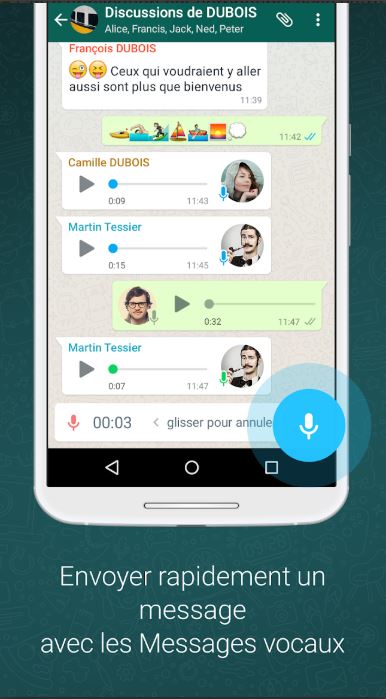 Discussions de DUBOIS
Alice, Francis, Jack, Ned, Peter
François DUBOIS
Ceux qui voudraient y aller
aussi sont plus que bienvenus
11:39
11:42
Camille DUBOIS
0:09
11:43
Martin Tessier
0:15
11:45
0:32
11:47
Martin Tessier
0:07
11:47
00:03
glisser pour annule
Envoyer rapidement un
message
avec les Messages vocaux